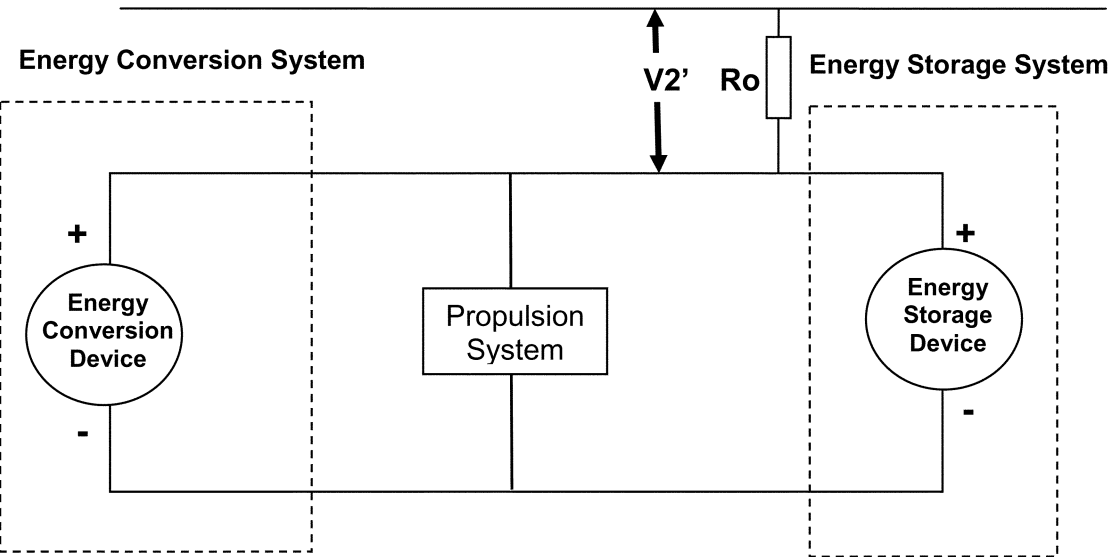 Energy Conversion System
V2’
Ro
Energy Storage System
+
+
Energy
Conversion
Device
Propulsion
System
Energy
Storage
Device
-
-